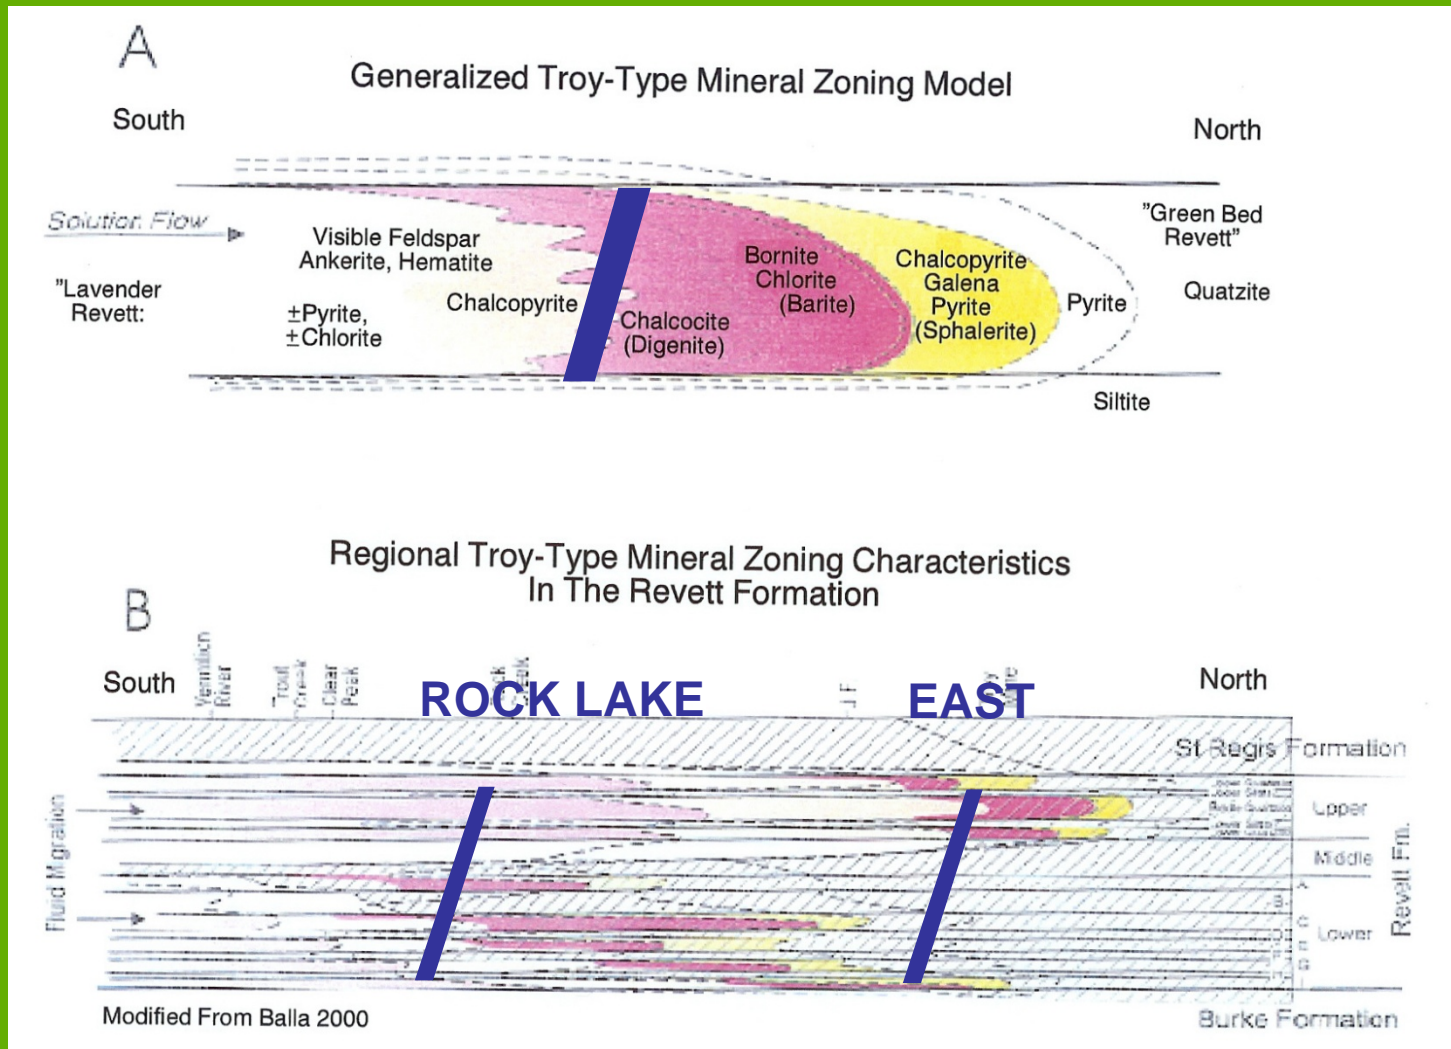 A
Generalized Troy-Type Mineral Zoning Model
South
North
Solution Flow
"Green Bed
Revett"
Visible Feldspar
Ankerite, Hematite
Bornite
Chlorite
(Barite)
Chalcopyrite
Galena
Pyrite
(Sphalerite)
"Lavender
Revett:
Chalcopyrite
Pyrite
Quatzite
±Pyrite,
±Chlorite
Chalcocite
(Digenite)
Siltite
Regional Troy-Type Mineral Zoning Characteristics
In The Revett Formation
B
South
Vermilion
River
Trout
Creek
Clear
Peak
ROCK LAKE
EAST
North
St Regis Formation
Fluid Migration
Upper
Middle
Lower
Revett Fm.
Modified From Balla 2000
Burke Formation